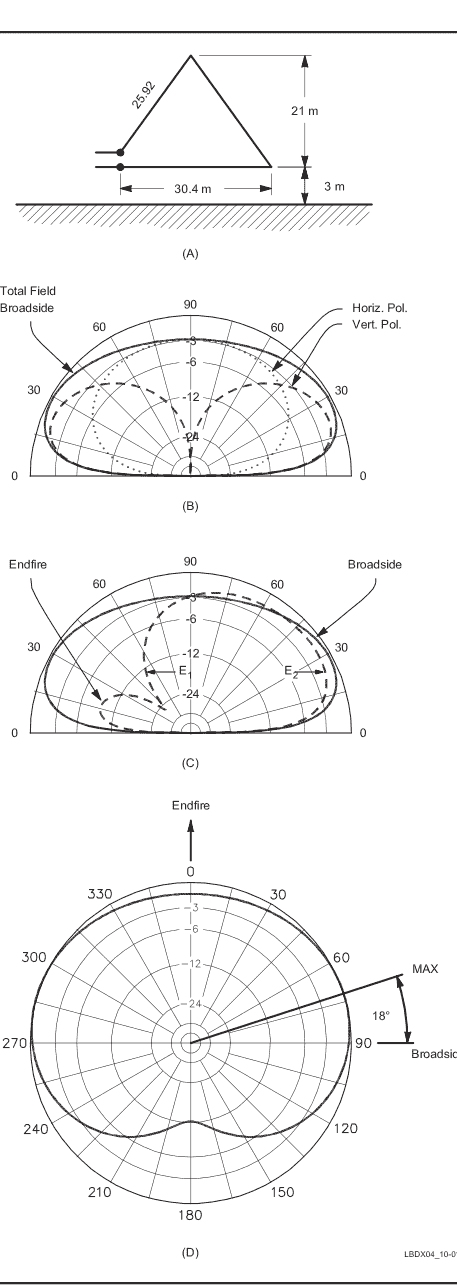 25.92
21 m
30.4 m
3 m
(A)
Total Field
Broadside
90
Horiz. Pol.
Vert. Pol.
60
60
-3
-6
30
30
-12
-24
0
0
(B)
Endfire
90
Broadside
60
60
-3
-6
30
30
-12
E1
E2
-24
0
0
(C)
Endfire
0
330
30
-3
-6
300
60
-12
MAX
-24
18°
270
90
Broadsid
240
120
210
150
180
(D)